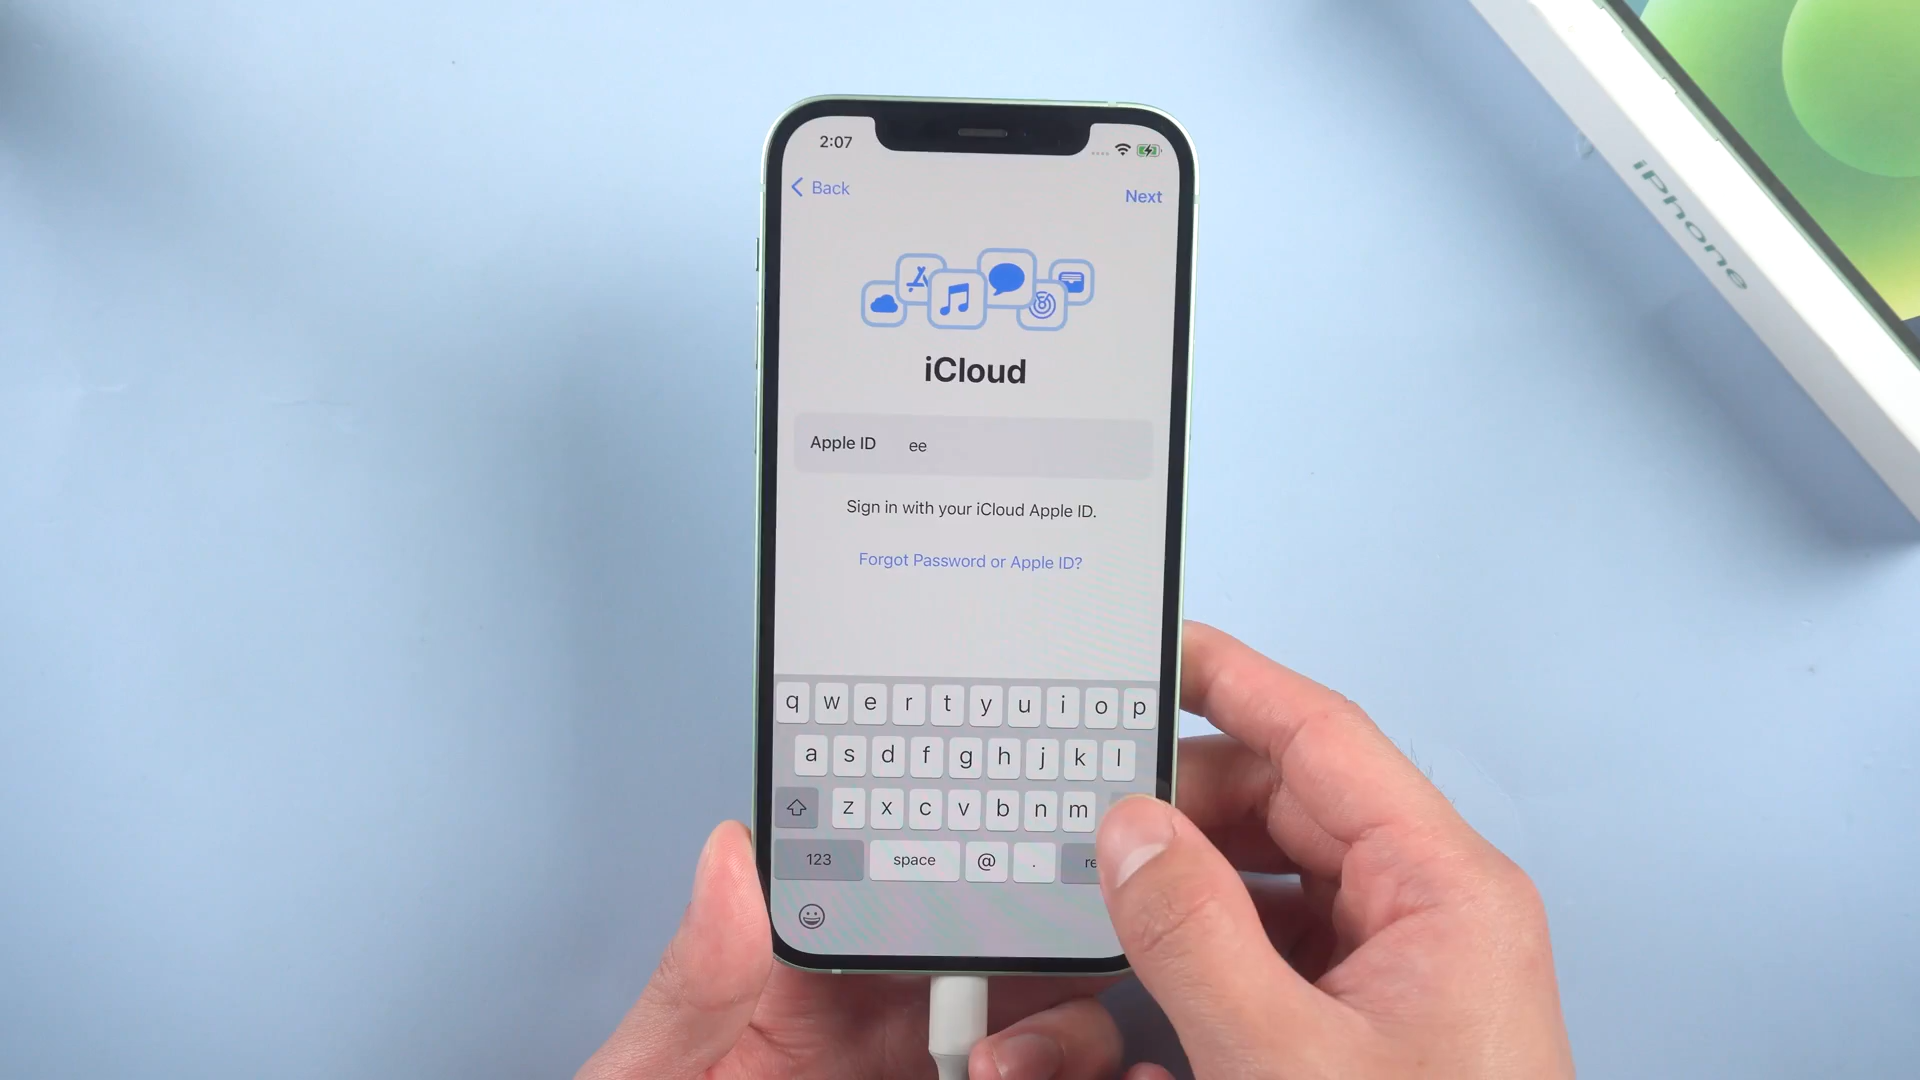 2:07
Back
Next
iCloud
Apple ID ee
Sign in with your iCloud Apple ID.
Forgot Password or Apple ID?
q w e r t y u i o p
a s d f g h j k l
z x c v b n m
123 space @ . re
iPhone